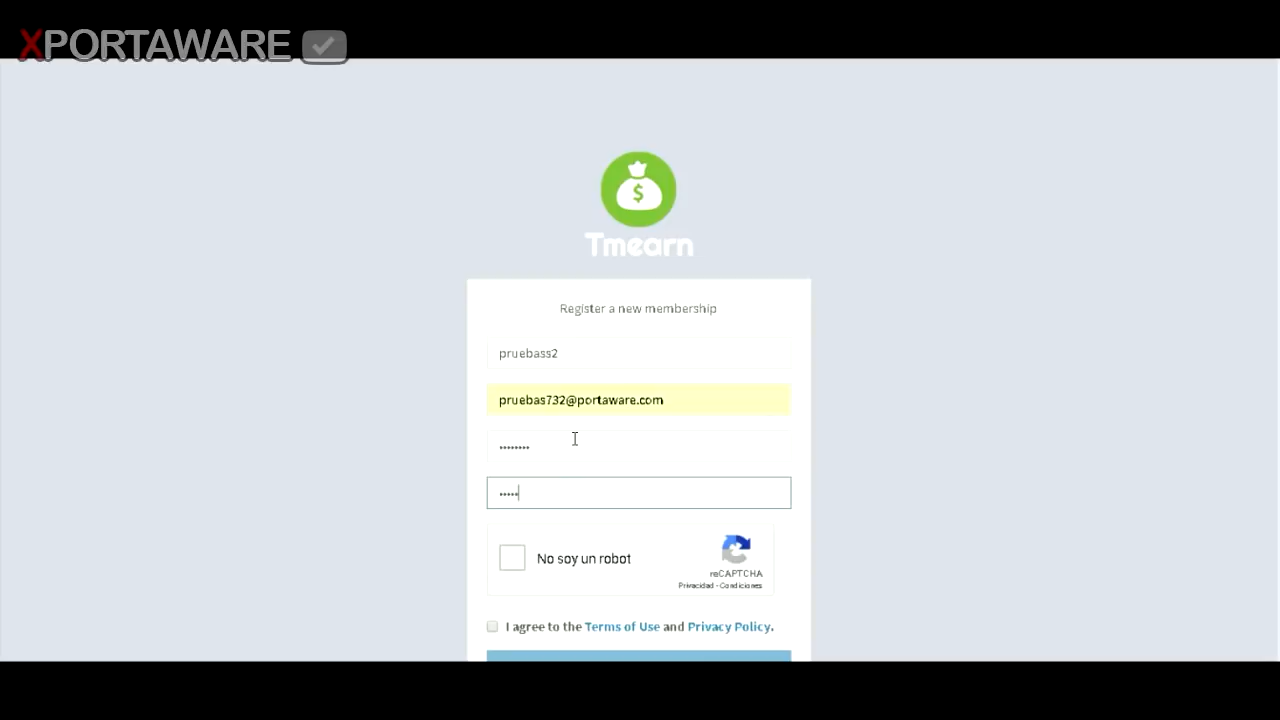 XPORTAWARE
$
Tmearn
Register a new membership
pruebass2
pruebas732@portaware.com
No soy un robot
reCAPTCHA
Privacidad - Condiciones
I agree to the Terms of Use and Privacy Policy.